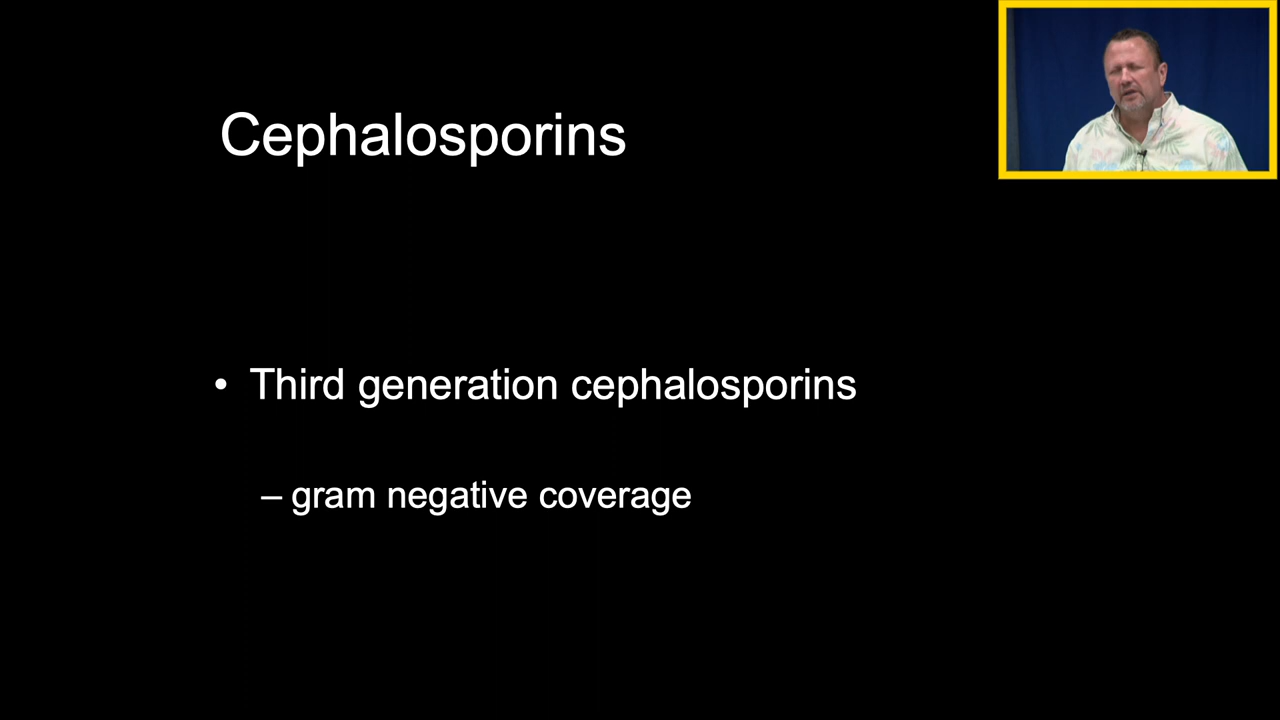 Cephalosporins
• Third generation cephalosporins
– gram negative coverage